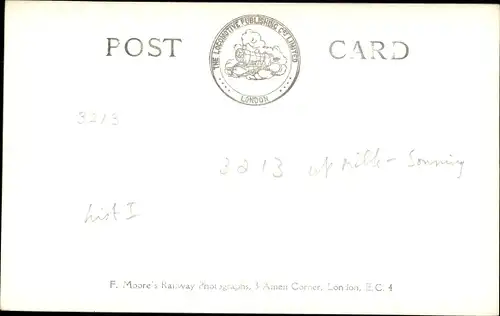 POST CARD
THE LOCOMOTIVE PUBLISHING Co LIMITED
LONDON
3213
3213 up milk - Sonning
List I
F. Moore's Railway Photographs, 3 Amen Corner, London, E.C. 4